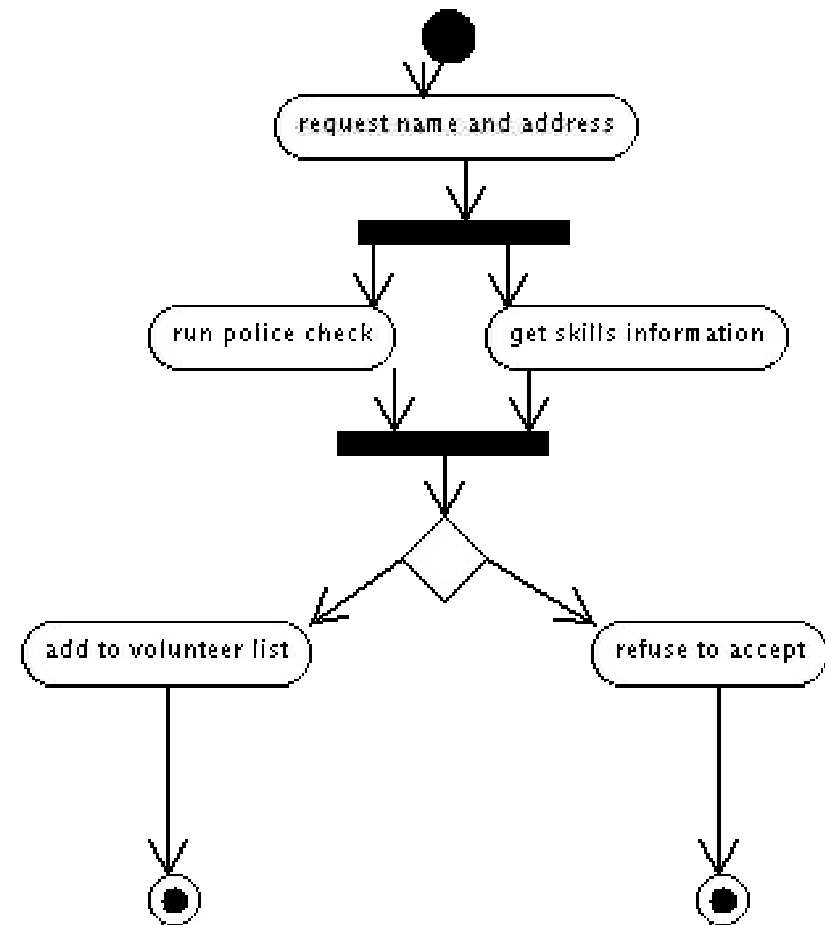 request name and address
run police check
get skills information
add to volunteer list
refuse to accept